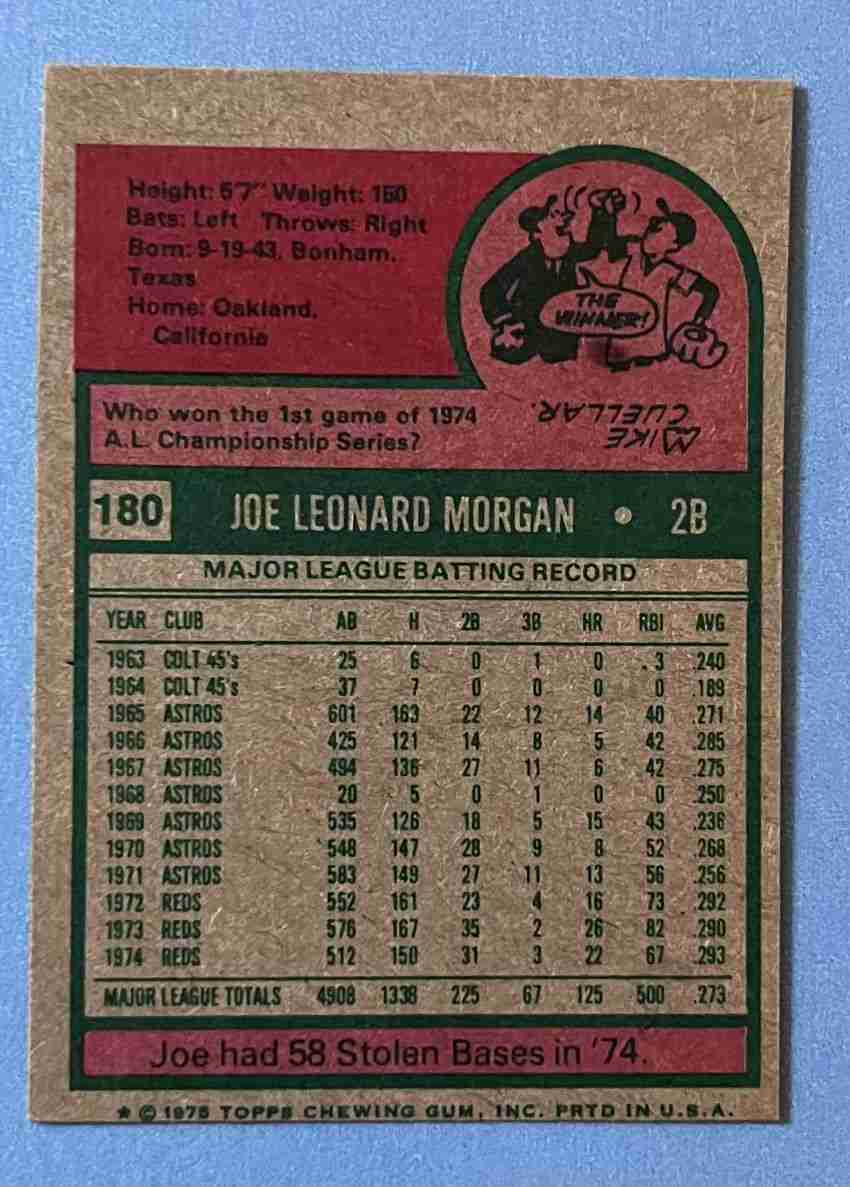 Height: 5'7" Weight: 150
Bats: Left Throws: Right
Born: 9-19-43, Bonham,
Texas
Home: Oakland,
California
THE
WINNER!
Who won the 1st game of 1974
A.L. Championship Series?
MIKE
CUELLAR.
180 JOE LEONARD MORGAN • 2B
MAJOR LEAGUE BATTING RECORD
YEAR CLUB AB H 2B 3B HR RBI AVG
1963 COLT 45's 25 6 0 1 0 3 .240
1964 COLT 45's 37 7 0 0 0 0 .189
1965 ASTROS 601 163 22 12 14 40 .271
1966 ASTROS 425 121 14 8 5 42 .285
1967 ASTROS 494 136 27 11 6 42 .275
1968 ASTROS 20 5 0 1 0 0 .250
1969 ASTROS 535 126 18 5 15 43 .236
1970 ASTROS 548 147 28 9 8 52 .268
1971 ASTROS 583 149 27 11 13 56 .256
1972 REDS 552 161 23 4 16 73 .292
1973 REDS 576 167 35 2 26 82 .290
1974 REDS 512 150 31 3 22 67 .293
MAJOR LEAGUE TOTALS 4908 1338 225 67 125 500 .273
Joe had 58 Stolen Bases in '74.
* © 1975 TOPPS CHEWING GUM, INC. PRTD IN U.S.A.